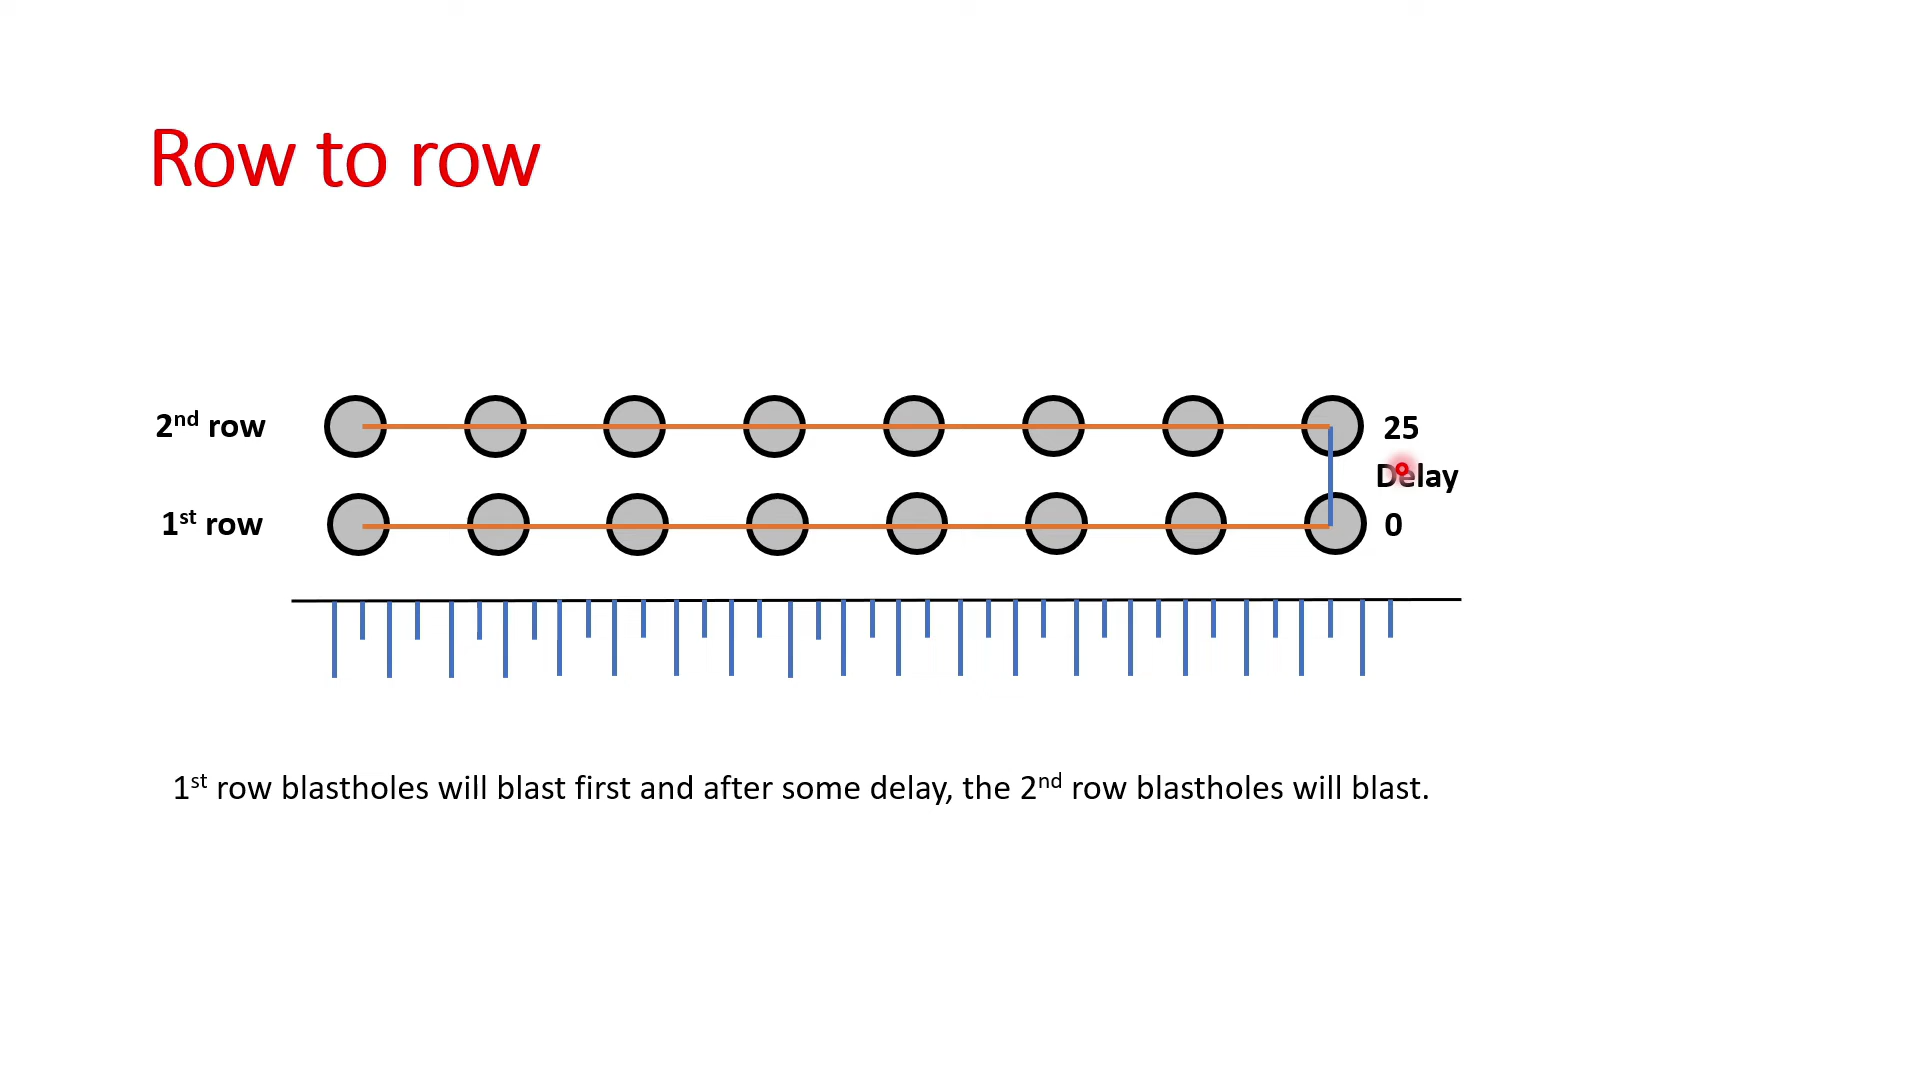 Row to row
2nd row
25
Delay
1st row
0
1st row blastholes will blast first and after some delay, the 2nd row blastholes will blast.